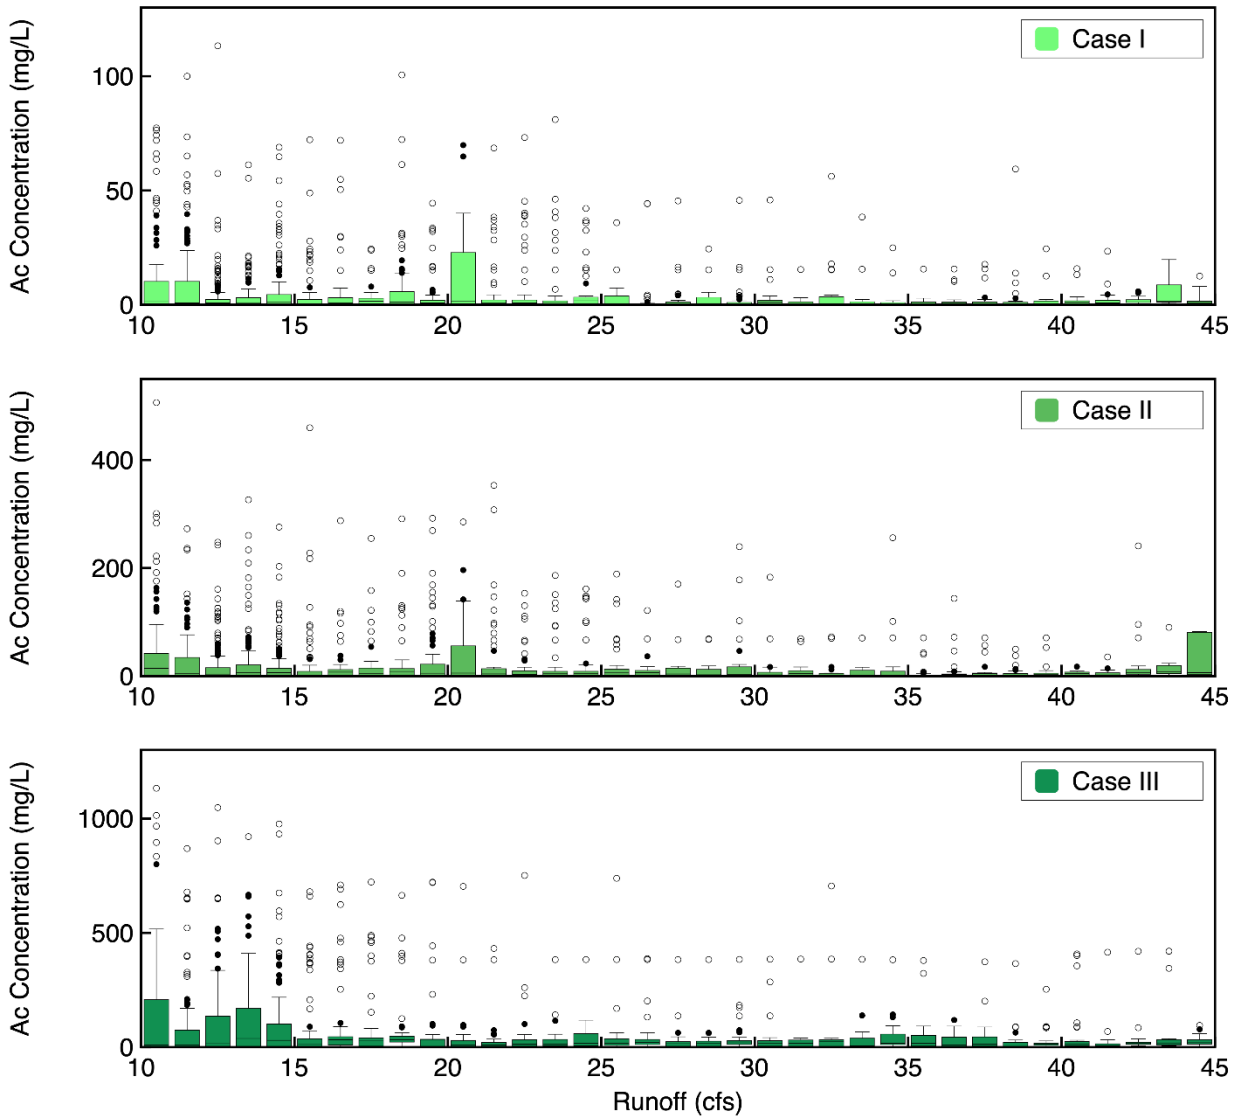 Ac Concentration (mg/L)
100
50
0
Case I
10 15 20 25 30 35 40 45
Ac Concentration (mg/L)
400
200
0
Case II
10 15 20 25 30 35 40 45
Ac Concentration (mg/L)
1000
500
0
Case III
10 15 20 25 30 35 40 45
Runoff (cfs)